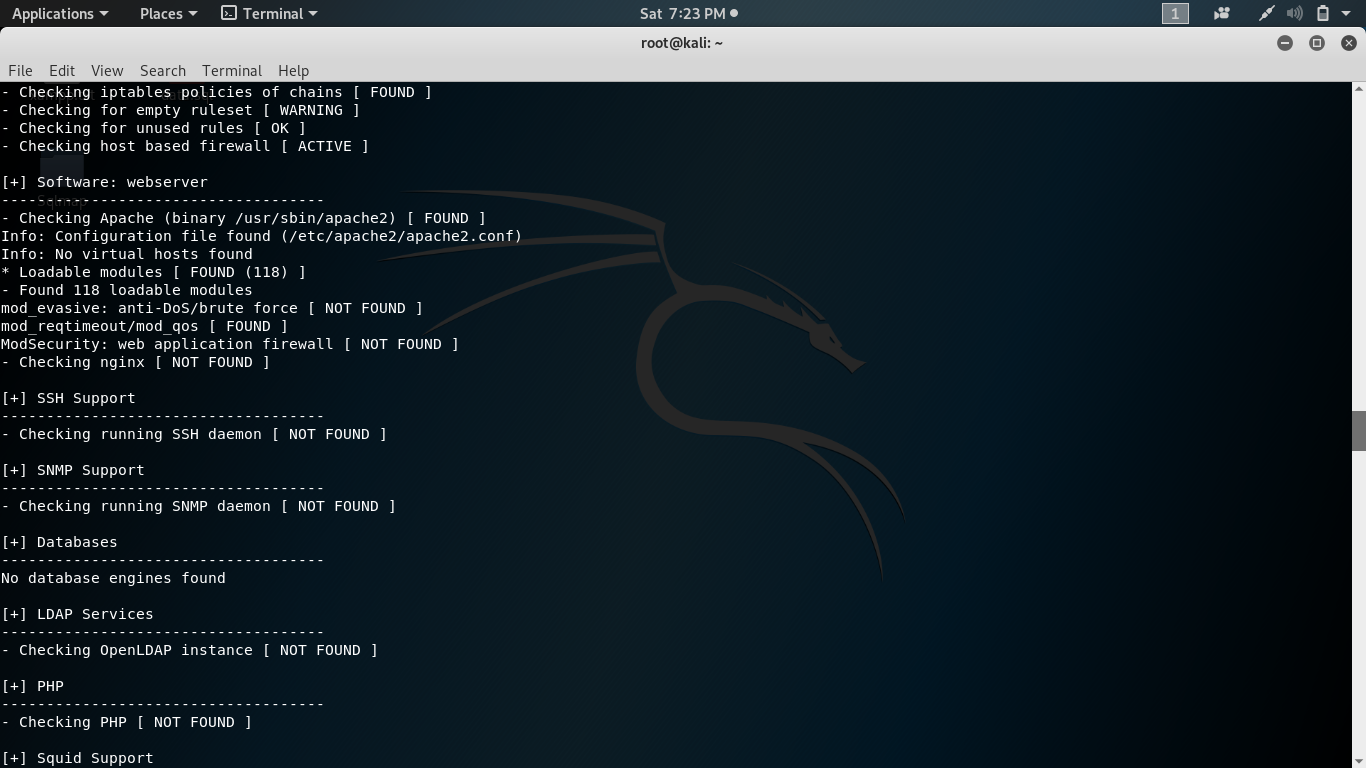 Applications Places Terminal Sat 7:23 PM 1
root@kali: ~
File Edit View Search Terminal Help
- Checking iptables policies of chains [ FOUND ]
- Checking for empty ruleset [ WARNING ]
- Checking for unused rules [ OK ]
- Checking host based firewall [ ACTIVE ]
[+] Software: webserver
------------------------------------
Sqlmap
- Checking Apache (binary /usr/sbin/apache2) [ FOUND ]
Info: Configuration file found (/etc/apache2/apache2.conf)
Info: No virtual hosts found
* Loadable modules [ FOUND (118) ]
- Found 118 loadable modules
mod_evasive: anti-DoS/brute force [ NOT FOUND ]
mod_reqtimeout/mod_qos [ FOUND ]
ModSecurity: web application firewall [ NOT FOUND ]
- Checking nginx [ NOT FOUND ]
[+] SSH Support
------------------------------------
- Checking running SSH daemon [ NOT FOUND ]
[+] SNMP Support
------------------------------------
- Checking running SNMP daemon [ NOT FOUND ]
[+] Databases
------------------------------------
No database engines found
[+] LDAP Services
------------------------------------
- Checking OpenLDAP instance [ NOT FOUND ]
[+] PHP
------------------------------------
- Checking PHP [ NOT FOUND ]
[+] Squid Support